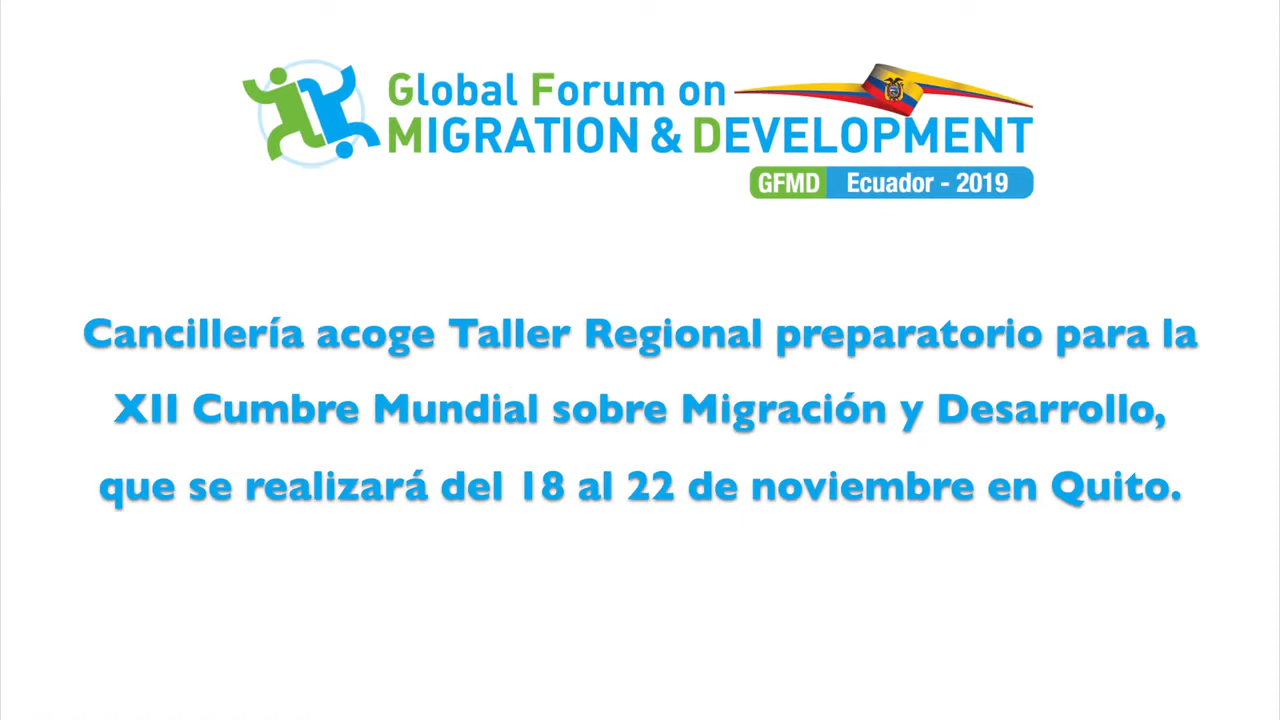 Global Forum on
MIGRATION & DEVELOPMENT
GFMD Ecuador - 2019
Cancillería acoge Taller Regional preparatorio para la
XII Cumbre Mundial sobre Migración y Desarrollo,
que se realizará del 18 al 22 de noviembre en Quito.